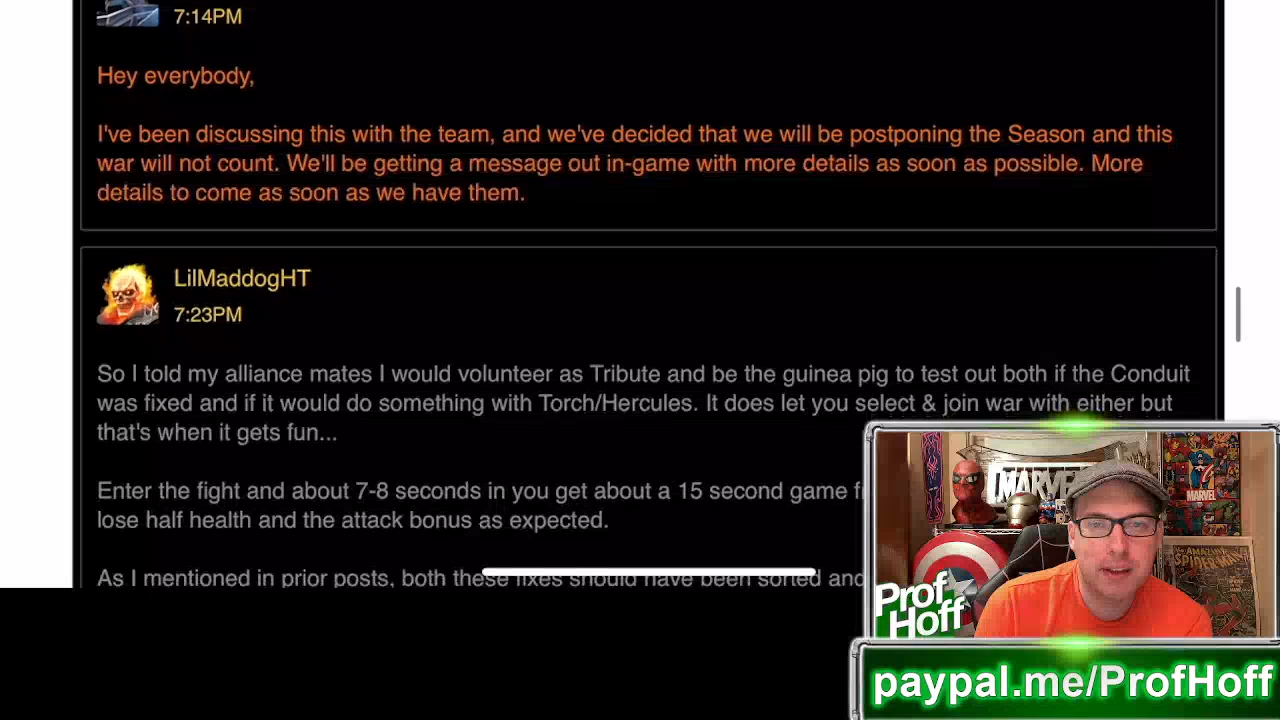 7:14PM
Hey everybody,
I've been discussing this with the team, and we've decided that we will be postponing the Season and this
war will not count. We'll be getting a message out in-game with more details as soon as possible. More
details to come as soon as we have them.
LilMaddogHT
7:23PM
So I told my alliance mates I would volunteer as Tribute and be the guinea pig to test out both if the Conduit
was fixed and if it would do something with Torch/Hercules. It does let you select & join war with either but
that's when it gets fun...
Enter the fight and about 7-8 seconds in you get about a 15 second game f
lose half health and the attack bonus as expected.
As I mentioned in prior posts, both these fixes should have been sorted and
MARVEL
MARVEL
AMAZING
SPIDER-MAN
Prof
Hoff
paypal.me/ProfHoff